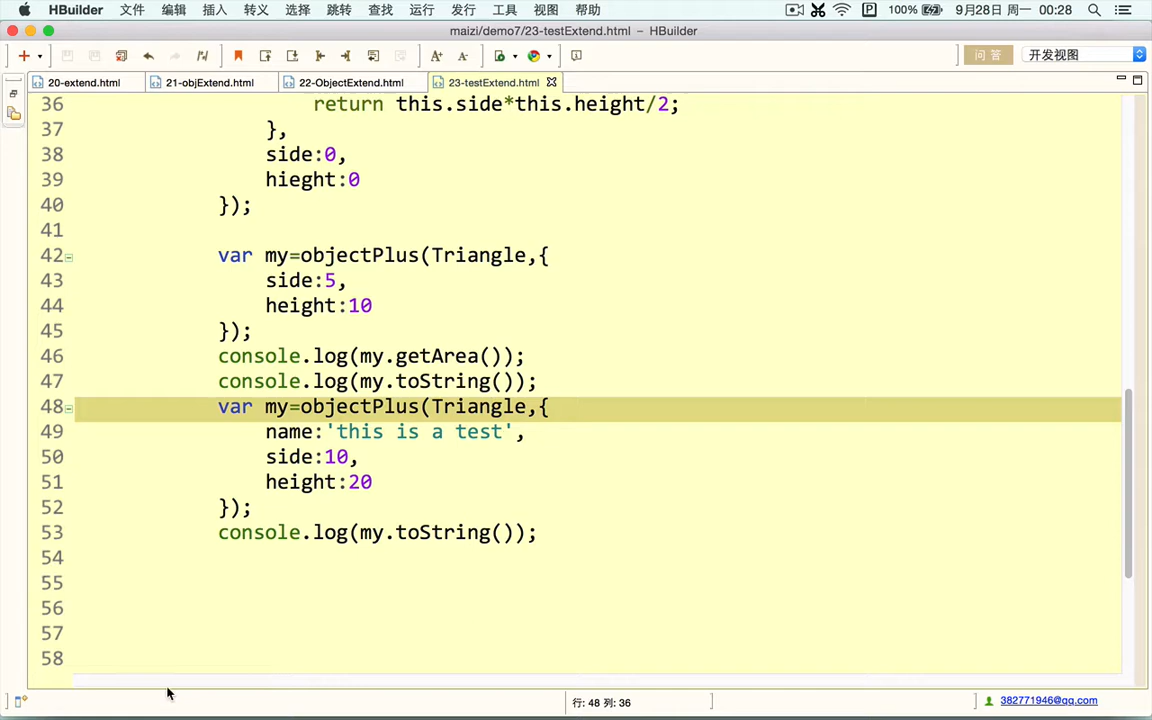 HBuilder 文件 编辑 插入 转义 选择 跳转 查找 运行 发行 工具 视图 帮助 100% 9月28日 周一 00:28
maizi/demo7/23-testExtend.html – HBuilder
问答 开发视图
20-extend.html 21-objExtend.html 22-ObjectExtend.html 23-testExtend.html
36 return this.side*this.height/2;
37 },
38 side:0,
39 hieght:0
40 });
41
42 var my=objectPlus(Triangle,{
43 side:5,
44 height:10
45 });
46 console.log(my.getArea());
47 console.log(my.toString());
48 var my=objectPlus(Triangle,{
49 name:'this is a test',
50 side:10,
51 height:20
52 });
53 console.log(my.toString());
54
55
56
57
58
行: 48 列: 36 382771946@qq.com